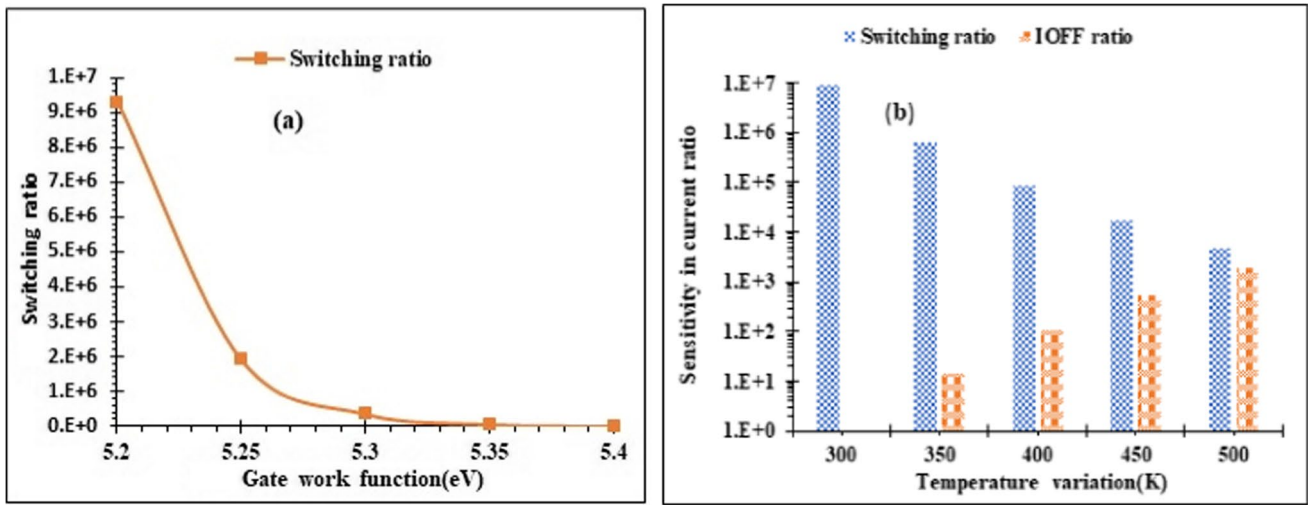 Switching ratio
(a)
Switching ratio
1.E+7
9.E+6
8.E+6
7.E+6
6.E+6
5.E+6
4.E+6
3.E+6
2.E+6
1.E+6
0.E+0
5.2 5.25 5.3 5.35 5.4
Gate work function(eV)
Switching ratio IOFF ratio
(b)
Sensitivity in current ratio
1.E+7
1.E+6
1.E+5
1.E+4
1.E+3
1.E+2
1.E+1
1.E+0
300 350 400 450 500
Temperature variation(K)